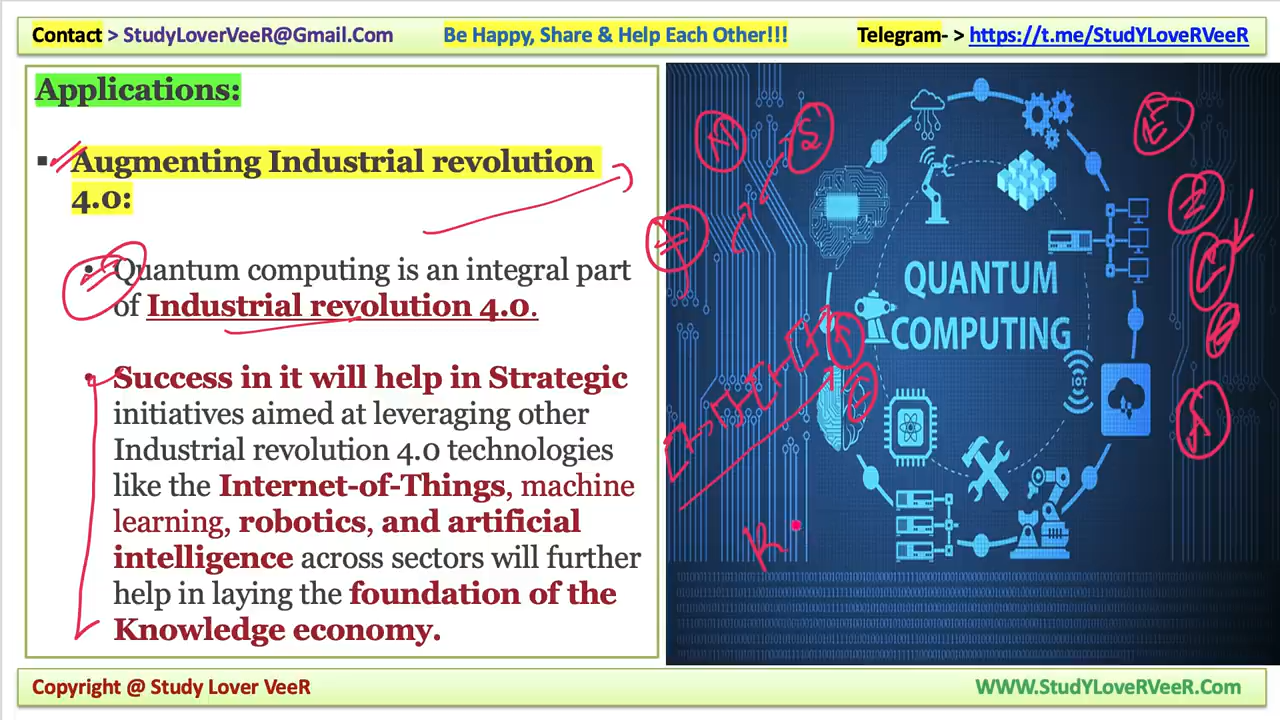 Contact > StudyLoverVeeR@Gmail.Com
Be Happy, Share & Help Each Other!!!
Telegram- > https://t.me/StudYLoveRVeeR
Applications:
▪ Augmenting Industrial revolution
4.0:
• Quantum computing is an integral part
of Industrial revolution 4.0.
• Success in it will help in Strategic
initiatives aimed at leveraging other
Industrial revolution 4.0 technologies
like the Internet-of-Things, machine
learning, robotics, and artificial
intelligence across sectors will further
help in laying the foundation of the
Knowledge economy.
QUANTUM
COMPUTING
IOT
R
Copyright @ Study Lover VeeR
WWW.StudYLoveRVeeR.Com